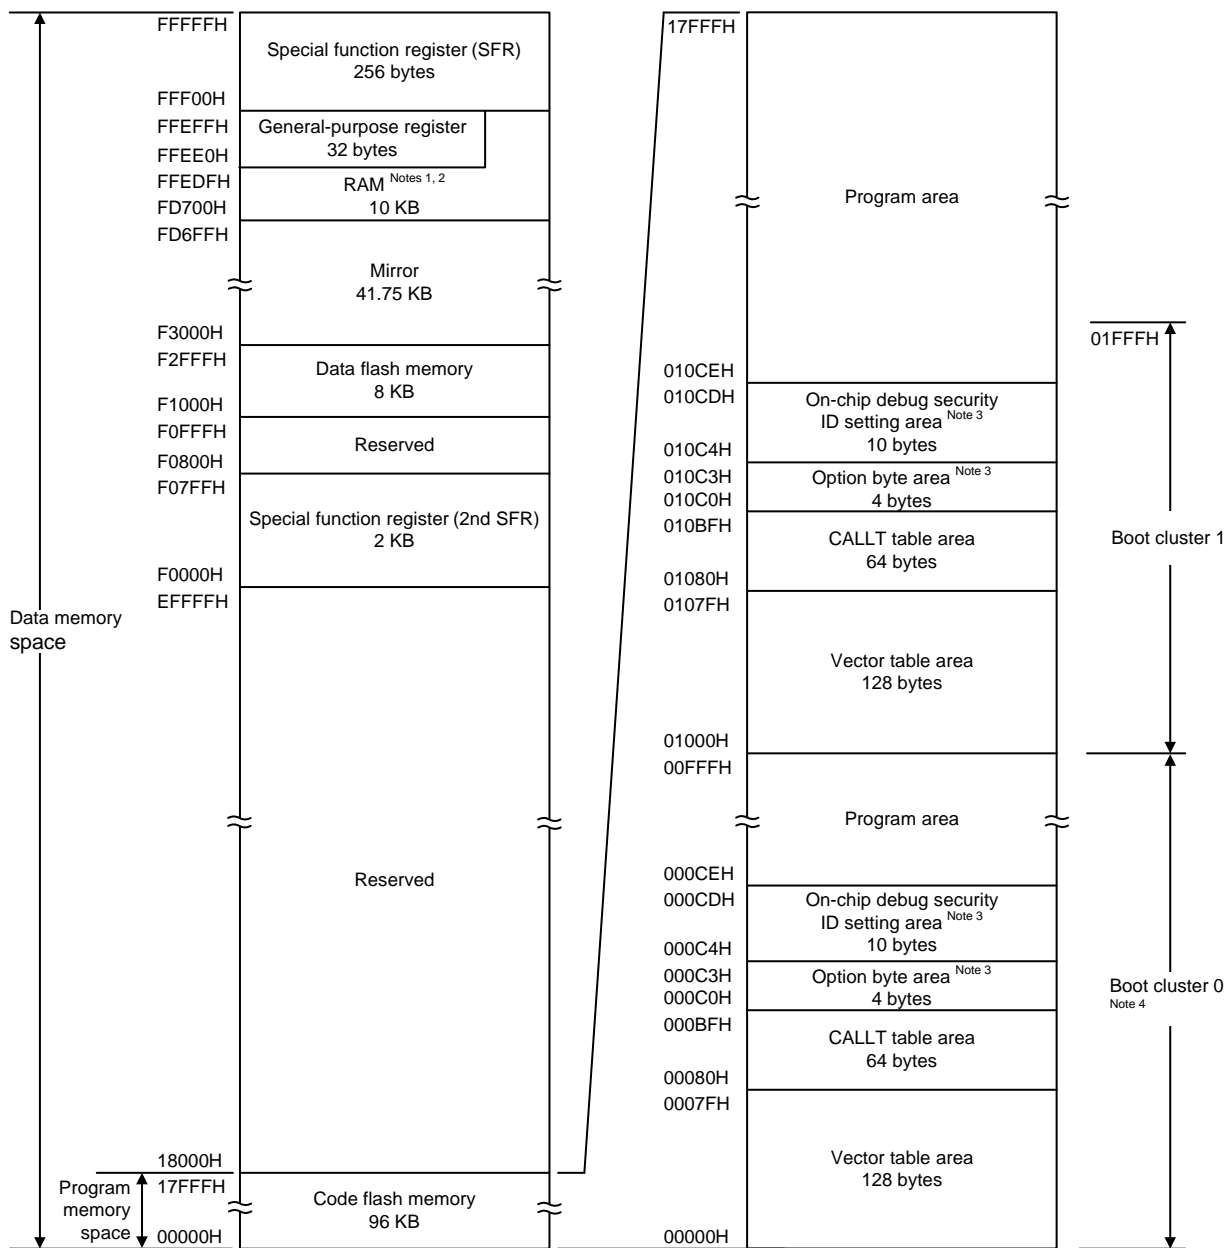 FFFFFH
Special function register (SFR)
256 bytes
FFF00H
FFEFFH
General-purpose register
32 bytes
FFEE0H
FFEDFH
RAM Notes 1, 2
10 KB
FD700H
FD6FFH
Mirror
41.75 KB
F3000H
F2FFFH
Data flash memory
8 KB
F1000H
F0FFFH
Reserved
F0800H
F07FFH
Special function register (2nd SFR)
2 KB
F0000H
EFFFFH
Data memory
space
Reserved
18000H
17FFFH
Program
memory
space
Code flash memory
96 KB
00000H
17FFFH
Program area
01FFFH
010CEH
010CDH
On-chip debug security
ID setting area Note 3
10 bytes
010C4H
010C3H
Option byte area Note 3
4 bytes
010C0H
010BFH
CALLT table area
64 bytes
Boot cluster 1
01080H
0107FH
Vector table area
128 bytes
01000H
00FFFH
Program area
000CEH
000CDH
On-chip debug security
ID setting area Note 3
10 bytes
000C4H
000C3H
Option byte area Note 3
4 bytes
000C0H
Boot cluster 0
Note 4
000BFH
CALLT table area
64 bytes
00080H
0007FH
Vector table area
128 bytes
00000H